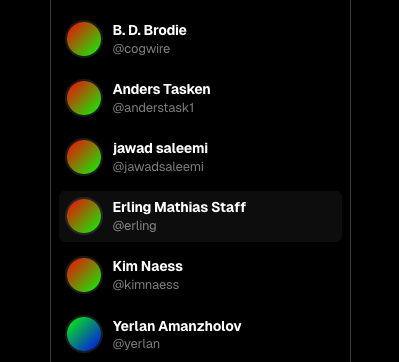 B. D. Brodie
@cogwire
Anders Tasken
@anderstask1
jawad saleemi
@jawadsaleemi
Erling Mathias Staff
@erling
Kim Naess
@kimnaess
Yerlan Amanzholov
@yerlan